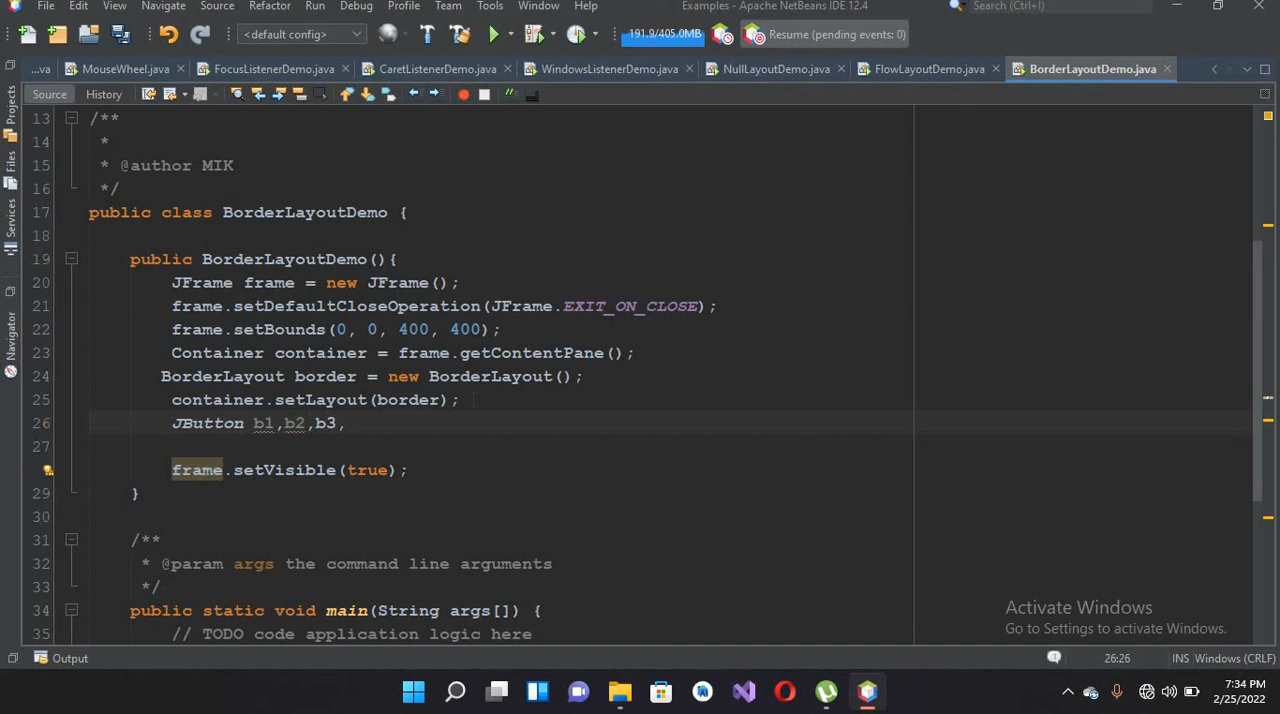 File Edit View Navigate Source Refactor Run Debug Profile Team Tools Window Help
Examples - Apache NetBeans IDE 12.4
Search (Ctrl+I)
<default config>
191.9/405.0MB
Resume (pending events: 0)
...va
MouseWheel.java
FocusListenerDemo.java
CaretListenerDemo.java
WindowsListenerDemo.java
NullLayoutDemo.java
FlowLayoutDemo.java
BorderLayoutDemo.java
Source History
Projects
Files
Services
Navigator
13 /**
14 *
15 * @author MIK
16 */
17 public class BorderLayoutDemo {
18
19 public BorderLayoutDemo(){
20 JFrame frame = new JFrame();
21 frame.setDefaultCloseOperation(JFrame.EXIT_ON_CLOSE);
22 frame.setBounds(0, 0, 400, 400);
23 Container container = frame.getContentPane();
24 BorderLayout border = new BorderLayout();
25 container.setLayout(border);
26 JButton b1,b2,b3,
27
frame.setVisible(true);
29 }
30
31 /**
32 * @param args the command line arguments
33 */
34 public static void main(String args[]) {
35 // TODO code application logic here
Activate Windows
Go to Settings to activate Windows.
Output
26:26
INS Windows (CRLF)
7:34 PM
2/25/2022